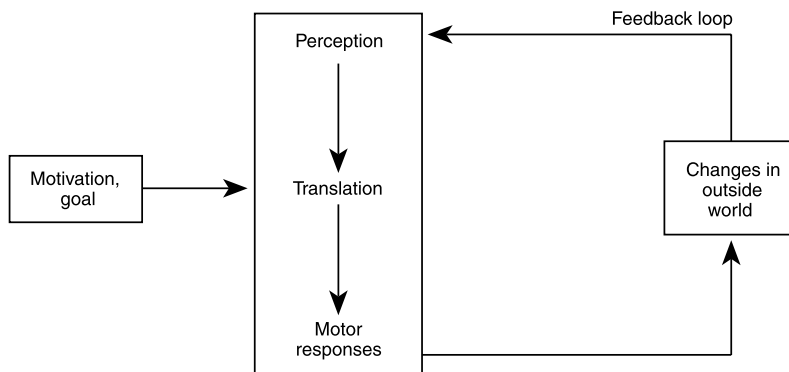 Feedback loop
Perception
Motivation,
goal
Translation
Changes in
outside
world
Motor
responses